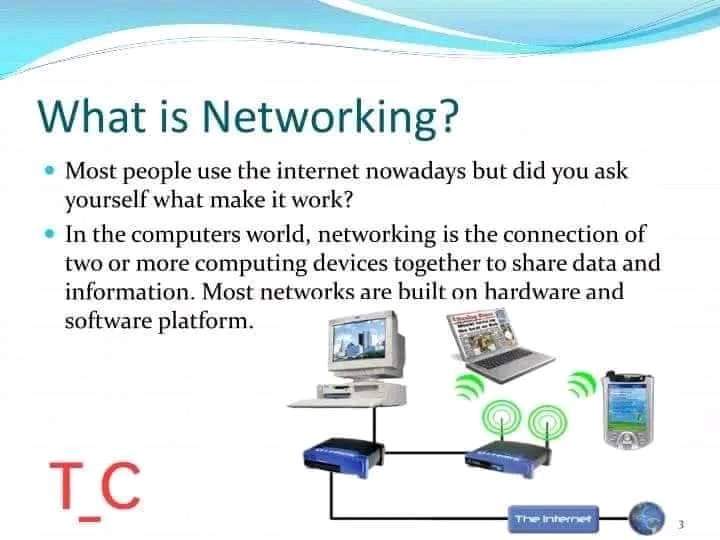 What is Networking?
• Most people use the internet nowadays but did you ask
yourself what make it work?
• In the computers world, networking is the connection of
two or more computing devices together to share data and
information. Most networks are built on hardware and
software platform.
T_C
The Internet
3